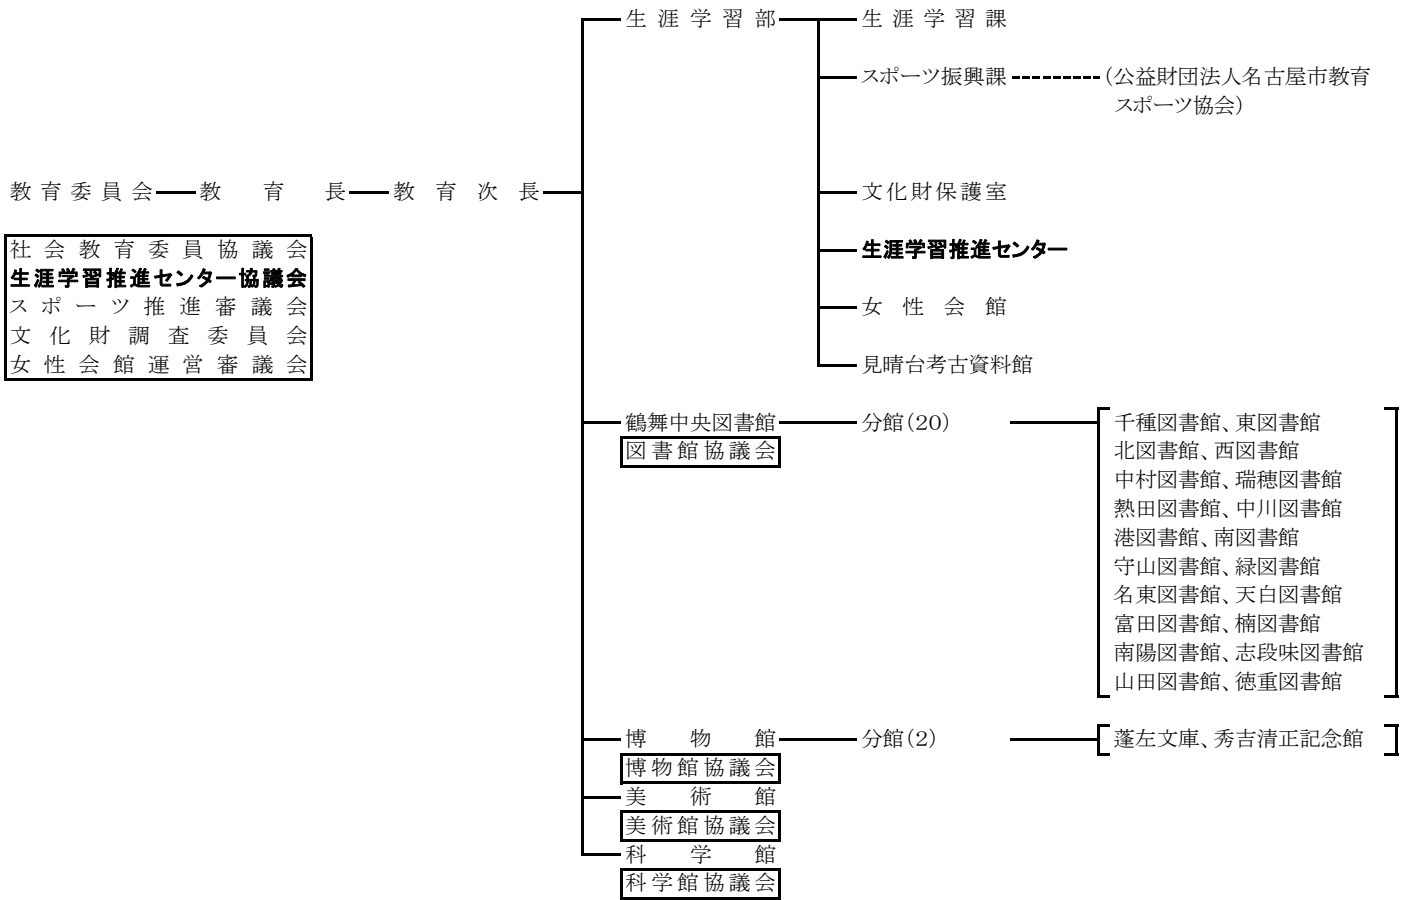 生涯学習部
生涯学習課
スポーツ振興課
(公益財団法人名古屋市教育
スポーツ協会)
教育委員会
教育長
教育次長
文化財保護室
社会教育委員協議会
生涯学習推進センター協議会
スポーツ推進審議会
文化財調査委員会
女性会館運営審議会
生涯学習推進センター
女性会館
見晴台考古資料館
鶴舞中央図書館
図書館協議会
分館(20)
千種図書館、東図書館
北図書館、西図書館
中村図書館、瑞穂図書館
熱田図書館、中川図書館
港図書館、南図書館
守山図書館、緑図書館
名東図書館、天白図書館
富田図書館、楠図書館
南陽図書館、志段味図書館
山田図書館、徳重図書館
博物館
博物館協議会
分館(2)
蓬左文庫、秀吉清正記念館
美術館
美術館協議会
科学館
科学館協議会